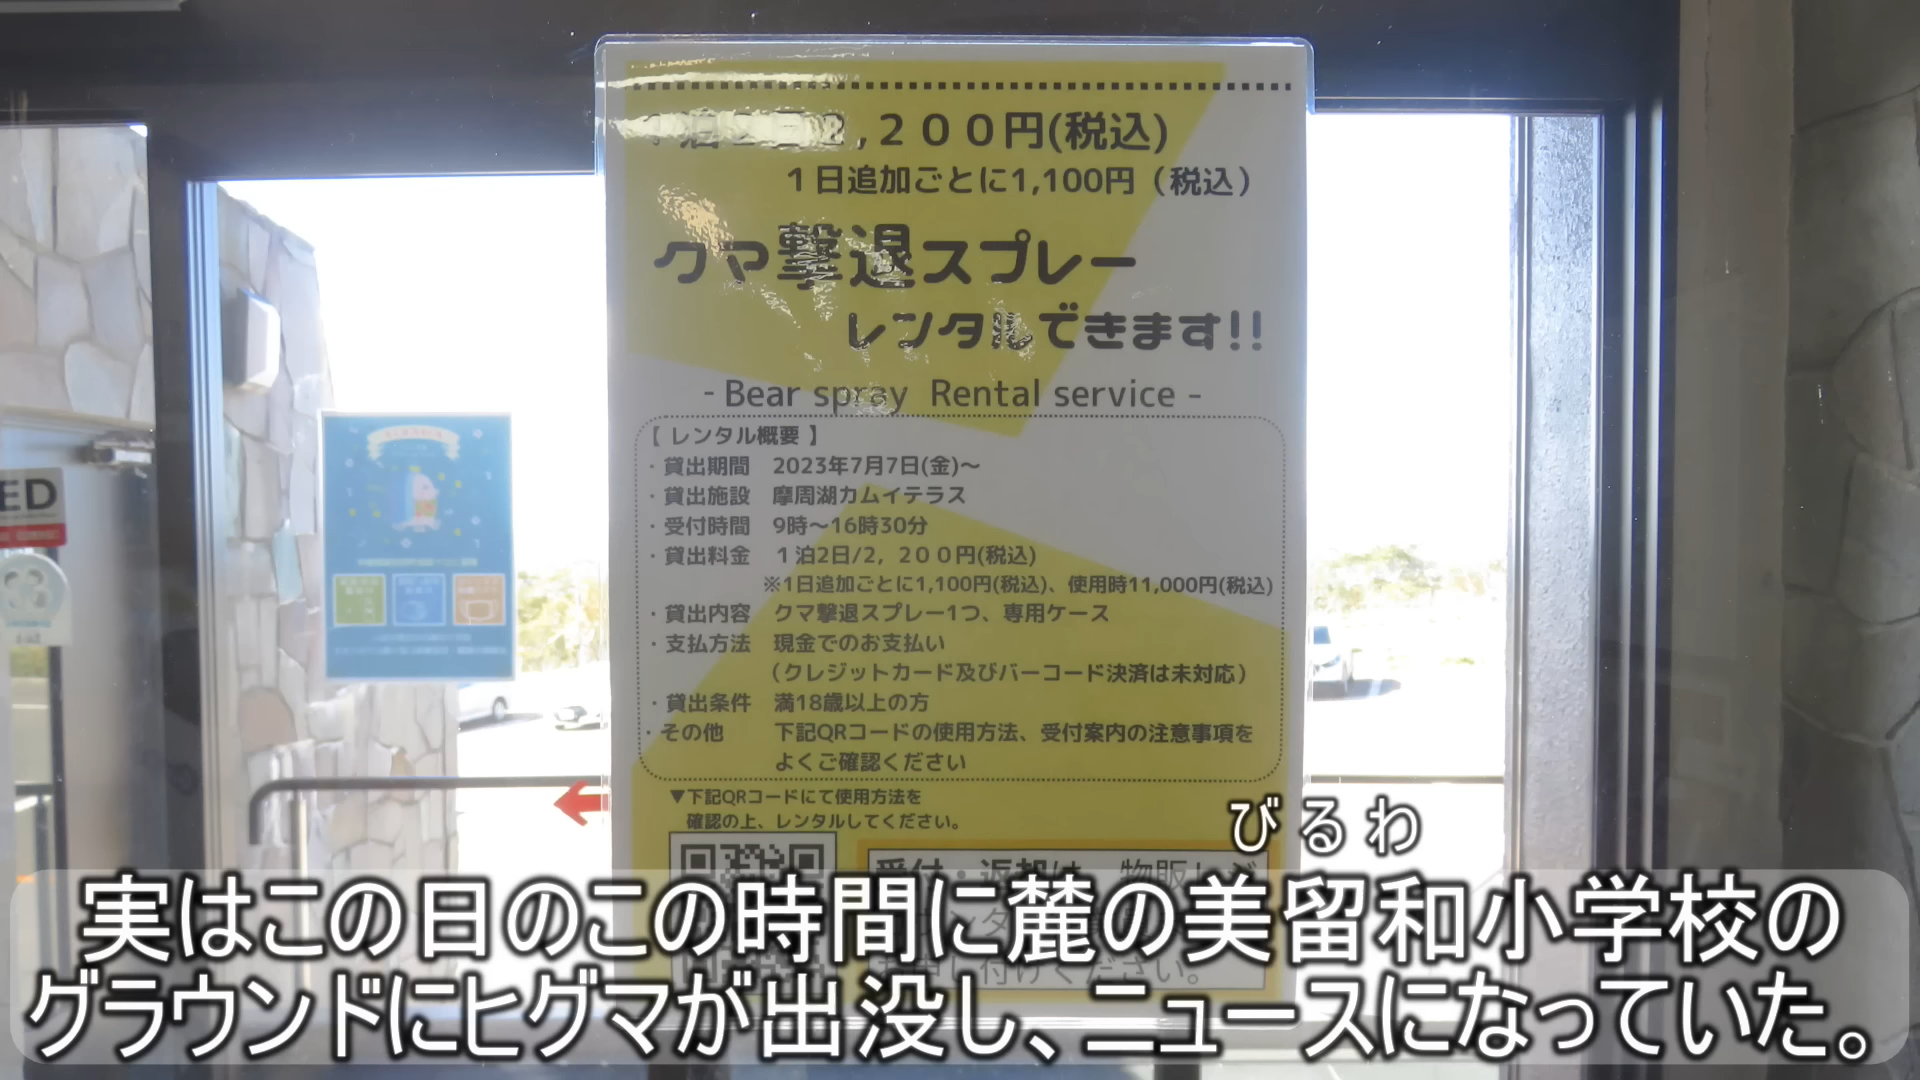 ,２００円(税込)
１日追加ごとに1,100円（税込）
クマ撃退スプレー
レンタルできます!!
- Bear spray Rental service -
【 レンタル概要 】
・貸出期間 2023年7月7日(金)～
・貸出施設 摩周湖カムイテラス
・受付時間 9時～16時30分
・貸出料金 １泊2日/2，２００円(税込)
※1日追加ごとに1,100円(税込)、使用時11,000円(税込)
・貸出内容 クマ撃退スプレー1つ、専用ケース
・支払方法 現金でのお支払い
（クレジットカード及びバーコード決済は未対応）
・貸出条件 満18歳以上の方
・その他 下記QRコードの使用方法、受付案内の注意事項を
よくご確認ください
▼下記QRコードにて使用方法を
確認の上、レンタルしてください。
受付・返却は、物販レジ
ED
びるわ
実はこの日のこの時間に麓の美留和小学校の
グラウンドにヒグマが出没し、ニュースになっていた。